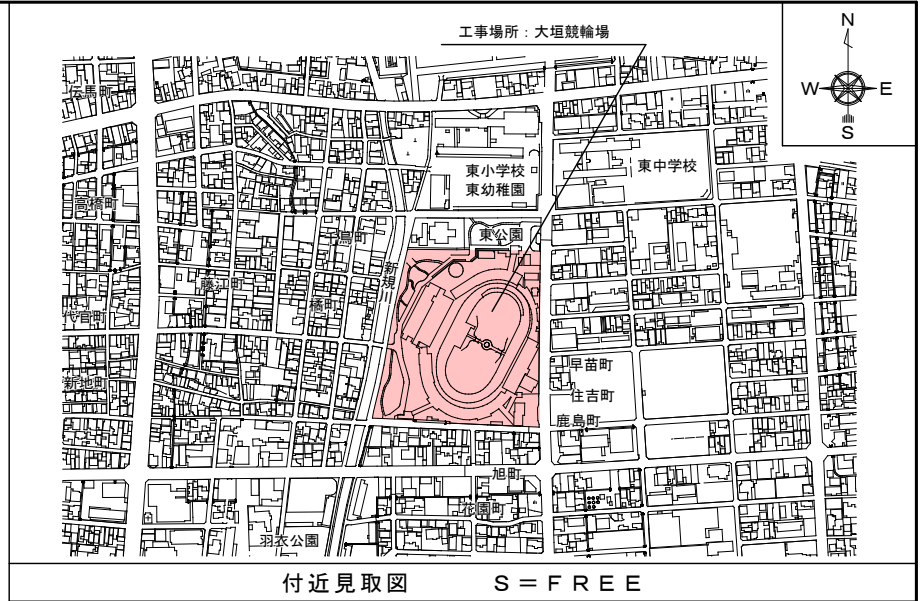 工事場所：大垣競輪場
N
W
E
S
伝馬町
東小学校
東幼稚園
東中学校
高橋町
千鳥町
東公園
新規川
藤江町
橘町
代官町
新地町
早苗町
住吉町
鹿島町
旭町
花園町
羽衣公園
付近見取図 S=FREE